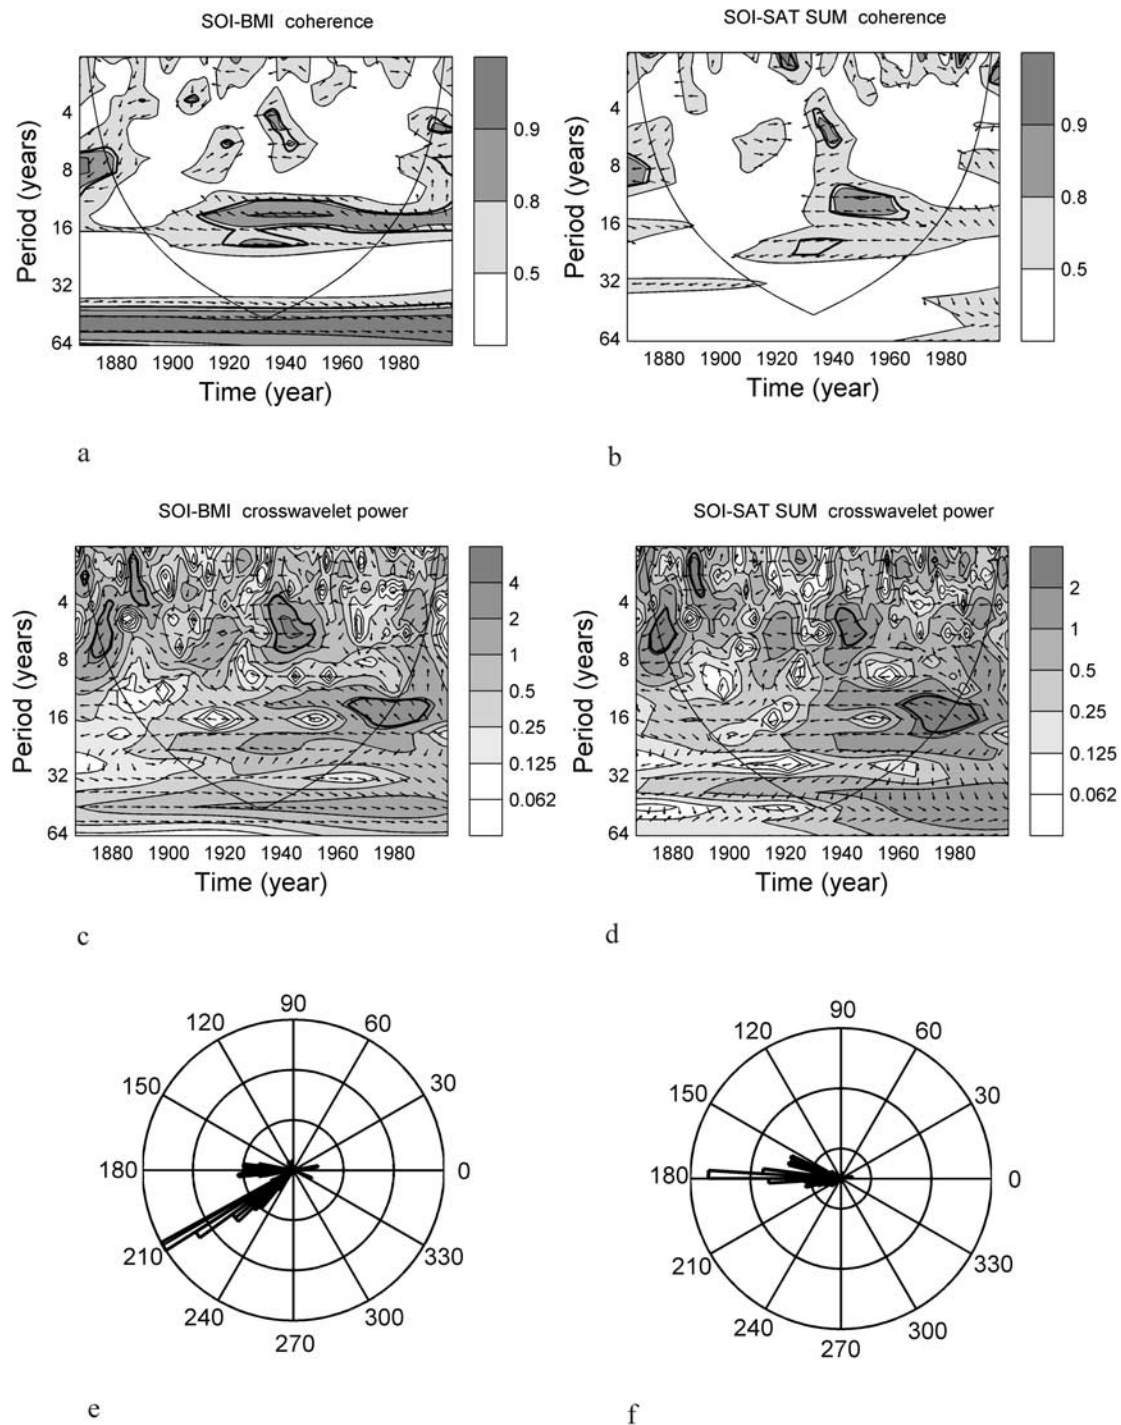 SOI-BMI coherence
SOI-SAT SUM coherence
Period (years)
4
8
16
32
64
1880 1900 1920 1940 1960 1980
Time (year)
0.9
0.8
0.5
Period (years)
4
8
16
32
64
1880 1900 1920 1940 1960 1980
Time (year)
0.9
0.8
0.5
a
b
SOI-BMI crosswavelet power
SOI-SAT SUM crosswavelet power
Period (years)
4
8
16
32
64
1880 1900 1920 1940 1960 1980
Time (year)
4
2
1
0.5
0.25
0.125
0.062
Period (years)
4
8
16
32
64
1880 1900 1920 1940 1960 1980
Time (year)
2
1
0.5
0.25
0.125
0.062
c
d
90
120 60
150 30
180 0
210 330
240 300
270
90
120 60
150 30
180 0
210 330
240 300
270
e
f